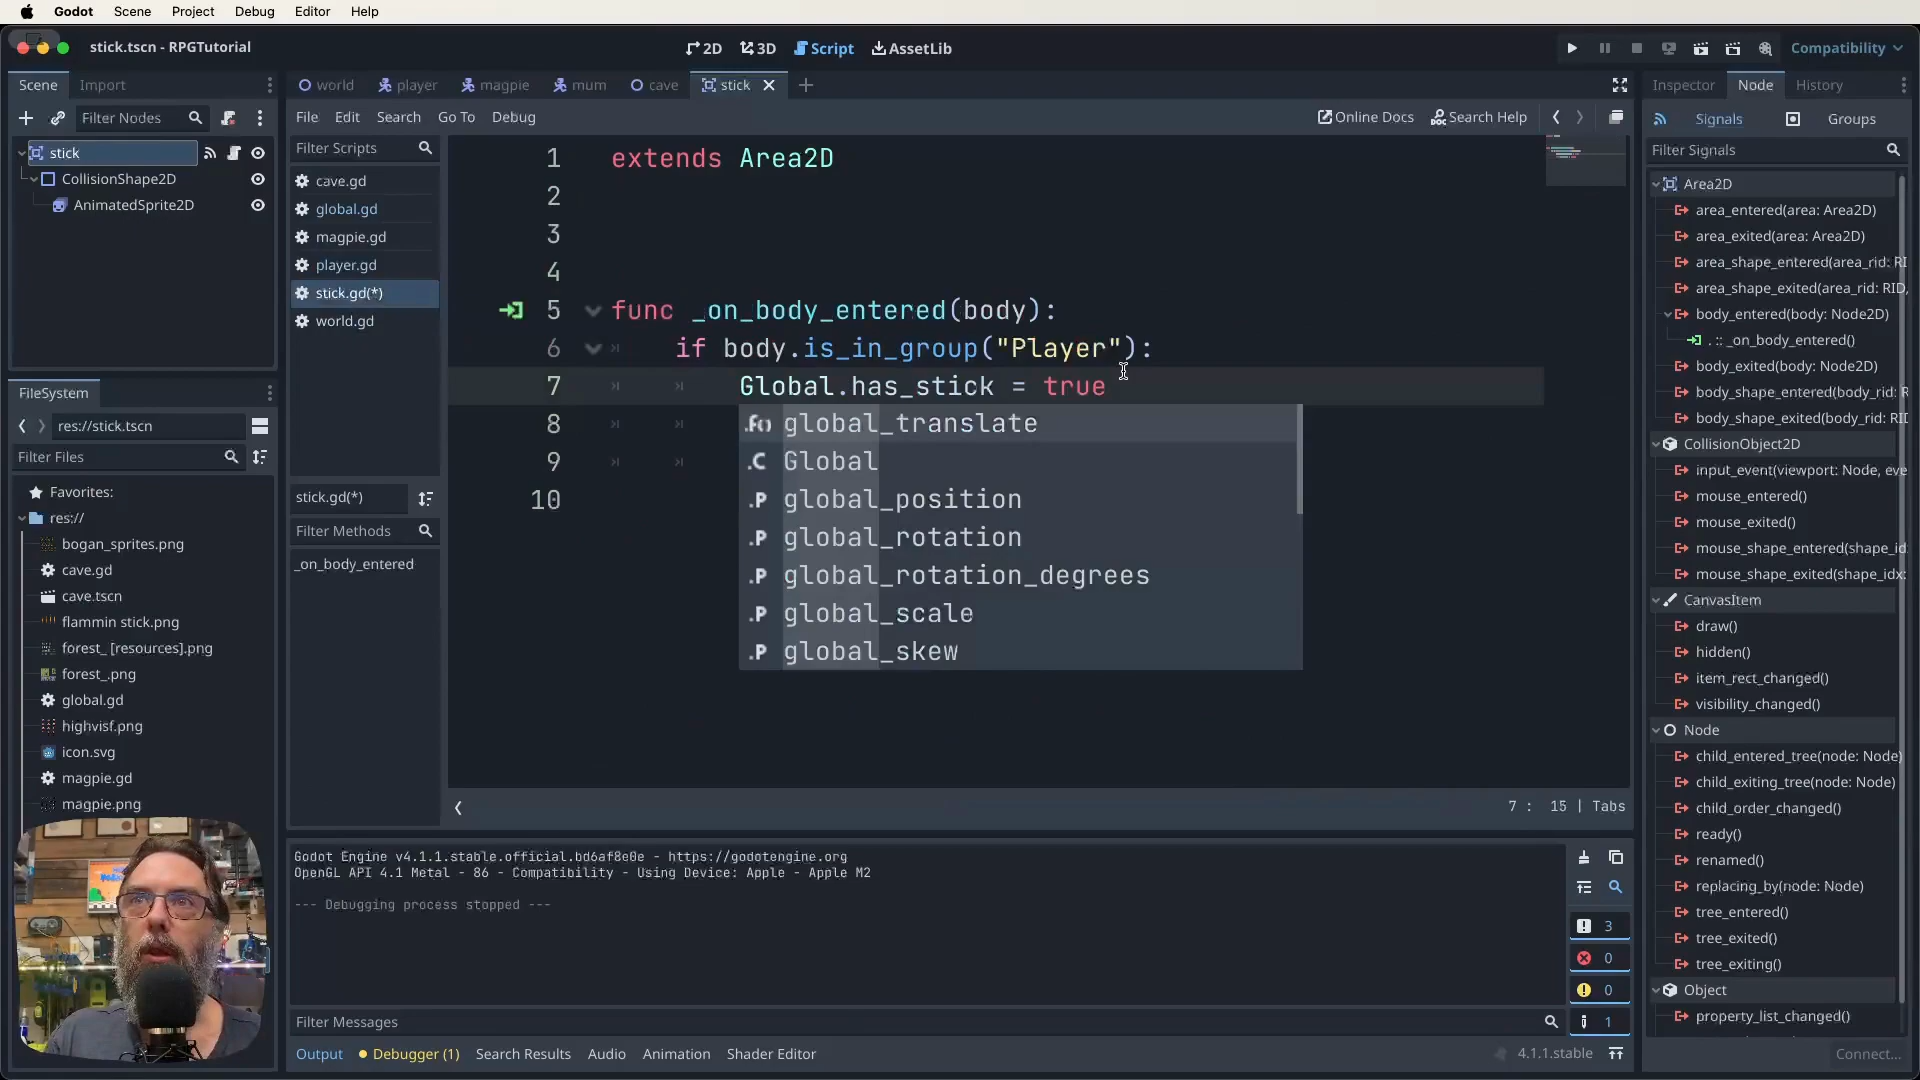 Godot Scene Project Debug Editor Help
stick.tscn - RPGTutorial
2D 3D Script AssetLib
Compatibility
Scene Import
Filter Nodes
stick
CollisionShape2D
AnimatedSprite2D
FileSystem
res://stick.tscn
Filter Files
Favorites:
res://
bogan_sprites.png
cave.gd
cave.tscn
flammin stick.png
forest_ [resources].png
forest_.png
global.gd
highvisf.png
icon.svg
magpie.gd
magpie.png
world player magpie mum cave stick
File Edit Search Go To Debug
Online Docs Search Help
Filter Scripts
cave.gd
global.gd
magpie.gd
player.gd
stick.gd(*)
world.gd
stick.gd(*)
Filter Methods
_on_body_entered
1 extends Area2D
2
3
4
5 func _on_body_entered(body):
6 if body.is_in_group("Player"):
7 Global.has_stick = true
8
9
10
global_translate
Global
global_position
global_rotation
global_rotation_degrees
global_scale
global_skew
7 : 15 | Tabs
Godot Engine v4.1.1.stable.official.bd6af8e0e - https://godotengine.org
OpenGL API 4.1 Metal - 86 - Compatibility - Using Device: Apple - Apple M2
--- Debugging process stopped ---
3
0
0
1
Filter Messages
Output Debugger (1) Search Results Audio Animation Shader Editor
4.1.1.stable
Inspector Node History
Signals Groups
Filter Signals
Area2D
area_entered(area: Area2D)
area_exited(area: Area2D)
area_shape_entered(area_rid: RI
area_shape_exited(area_rid: RID,
body_entered(body: Node2D)
. :: _on_body_entered()
body_exited(body: Node2D)
body_shape_entered(body_rid: R
body_shape_exited(body_rid: RID
CollisionObject2D
input_event(viewport: Node, eve
mouse_entered()
mouse_exited()
mouse_shape_entered(shape_id
mouse_shape_exited(shape_idx:
CanvasItem
draw()
hidden()
item_rect_changed()
visibility_changed()
Node
child_entered_tree(node: Node)
child_exiting_tree(node: Node)
child_order_changed()
ready()
renamed()
replacing_by(node: Node)
tree_entered()
tree_exited()
tree_exiting()
Object
property_list_changed()
Connect...